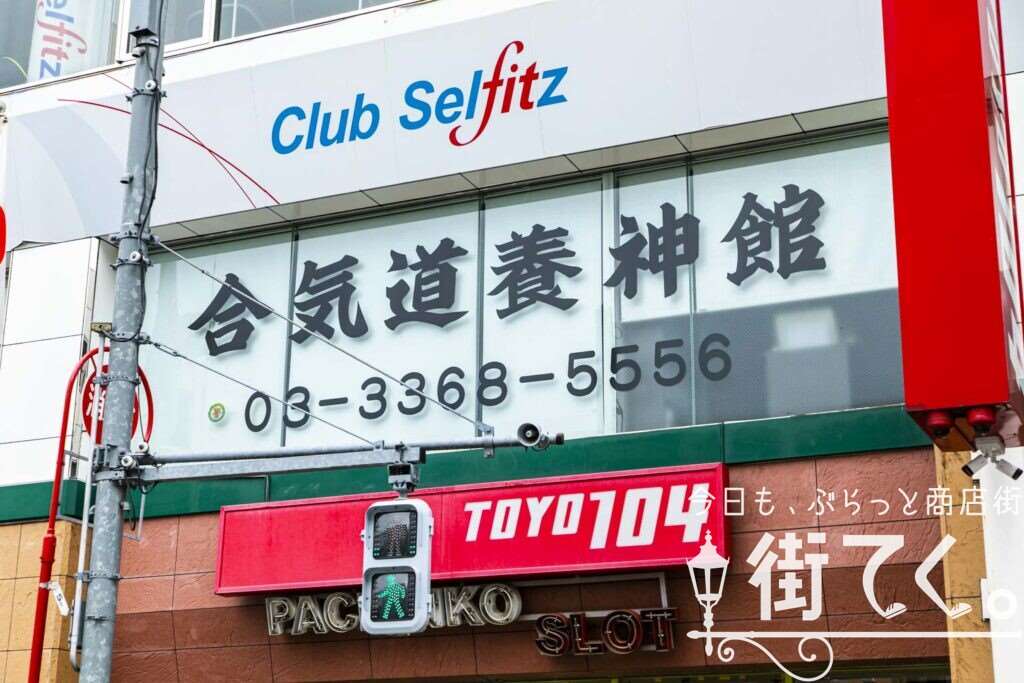 Selfitz
Club Selfitz
合気道養神館
03-3368-5556
TOYO104
PACHINKO
SLOT
今日も、ぶらっと商店街
街てく。